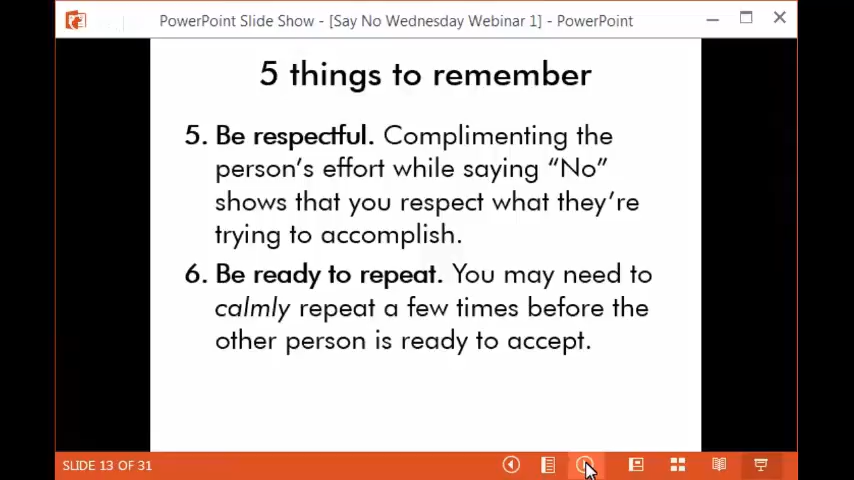 PowerPoint Slide Show - [Say No Wednesday Webinar 1] - PowerPoint
5 things to remember
5. Be respectful. Complimenting the
person's effort while saying “No”
shows that you respect what they're
trying to accomplish.
6. Be ready to repeat. You may need to
calmly repeat a few times before the
other person is ready to accept.
SLIDE 13 OF 31